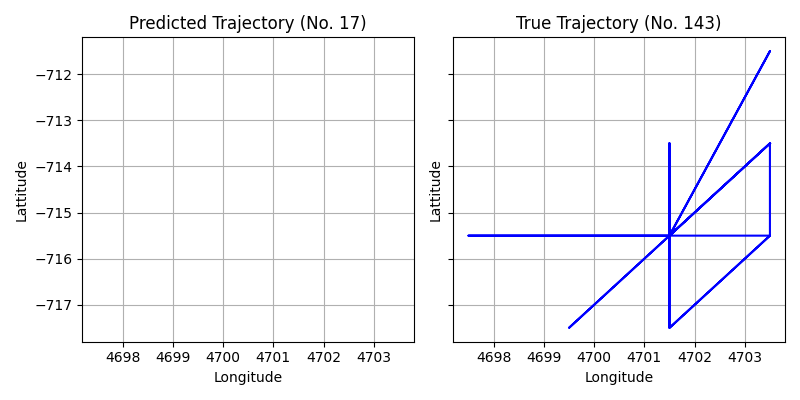 Predicted Trajectory (No. 17)
True Trajectory (No. 143)
Lattitude
−712
−713
−714
−715
−716
−717
Lattitude
4698 4699 4700 4701 4702 4703
4698 4699 4700 4701 4702 4703
Longitude
Longitude